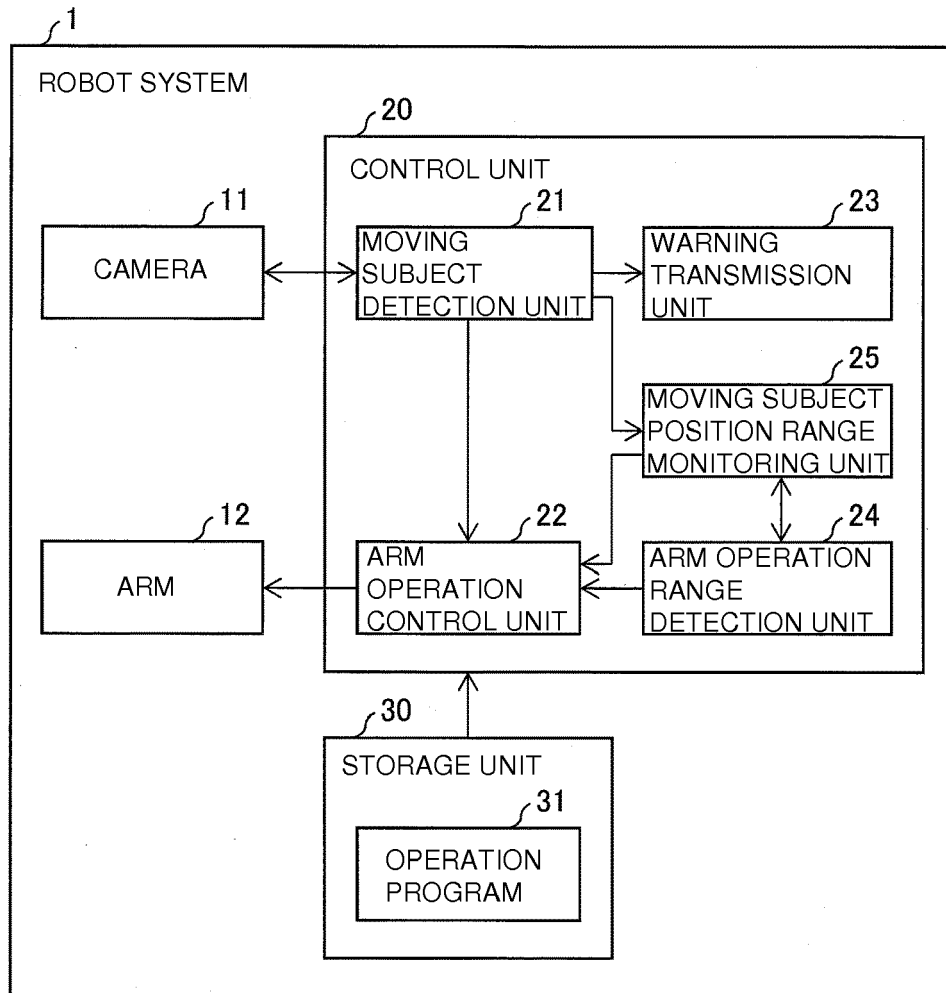 1
ROBOT SYSTEM
20
CONTROL UNIT
11
CAMERA
21
MOVING
SUBJECT
DETECTION UNIT
23
WARNING
TRANSMISSION
UNIT
25
MOVING SUBJECT
POSITION RANGE
MONITORING UNIT
12
ARM
22
ARM
OPERATION
CONTROL UNIT
24
ARM OPERATION
RANGE
DETECTION UNIT
30
STORAGE UNIT
31
OPERATION
PROGRAM